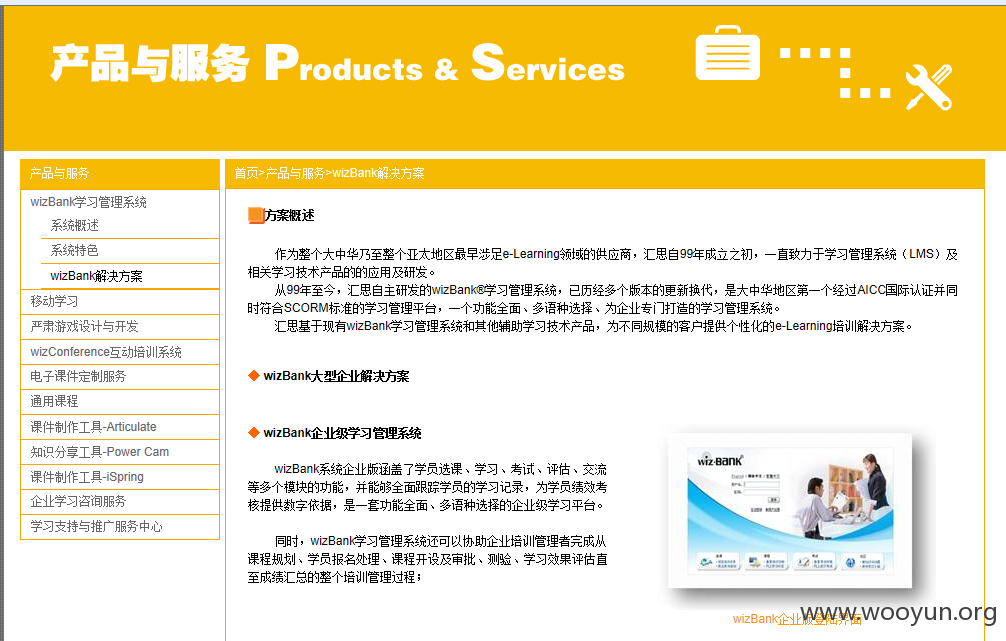 产品与服务 Products & Services
产品与服务
wizBank学习管理系统
系统概述
系统特色
wizBank解决方案
移动学习
严肃游戏设计与开发
wizConference互动培训系统
电子课件定制服务
通用课程
课件制作工具-Articulate
知识分享工具-Power Cam
课件制作工具-iSpring
企业学习咨询服务
学习支持与推广服务中心
首页>产品与服务>wizBank解决方案
方案概述
作为整个大中华乃至整个亚太地区最早涉足e-Learning领域的供应商，汇思自99年成立之初，一直致力于学习管理系统（LMS）及
相关学习技术产品的的应用及研发。
从99年至今，汇思自主研发的wizBank®学习管理系统，已历经多个版本的更新换代，是大中华地区第一个经过AICC国际认证并同
时符合SCORM标准的学习管理平台，一个功能全面、多语种选择、为企业专门打造的学习管理系统。
汇思基于现有wizBank学习管理系统和其他辅助学习技术产品，为不同规模的客户提供个性化的e-Learning培训解决方案。
◆ wizBank大型企业解决方案
◆ wizBank企业级学习管理系统
wizBank系统企业版涵盖了学员选课、学习、考试、评估、交流
等多个模块的功能，并能够全面跟踪学员的学习记录，为学员绩效考
核提供数字依据，是一套功能全面、多语种选择的企业级学习平台。
同时，wizBank学习管理系统还可以协助企业培训管理者完成从
课程规划、学员报名处理、课程开设及审批、测验、学习效果评估直
至成绩汇总的整个培训管理过程；
wiz-BANK
wizBank企业版登陆界面
www.wooyun.org